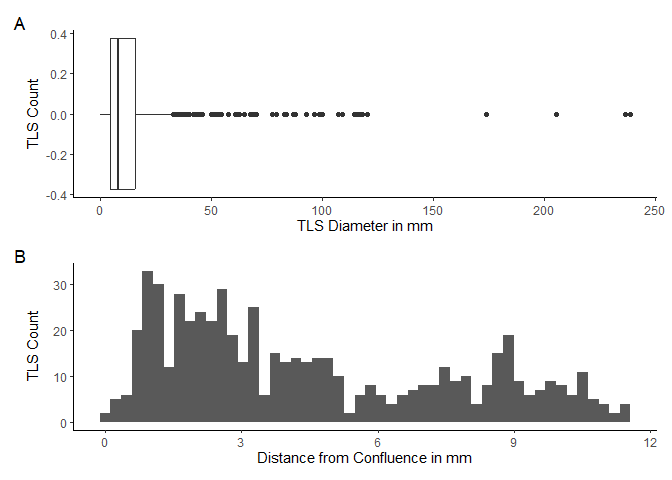 A
0.4
0.2
0.0
-0.2
-0.4
TLS Count
0 50 100 150 200 250
TLS Diameter in mm
B
30
20
10
0
TLS Count
0 3 6 9 12
Distance from Confluence in mm